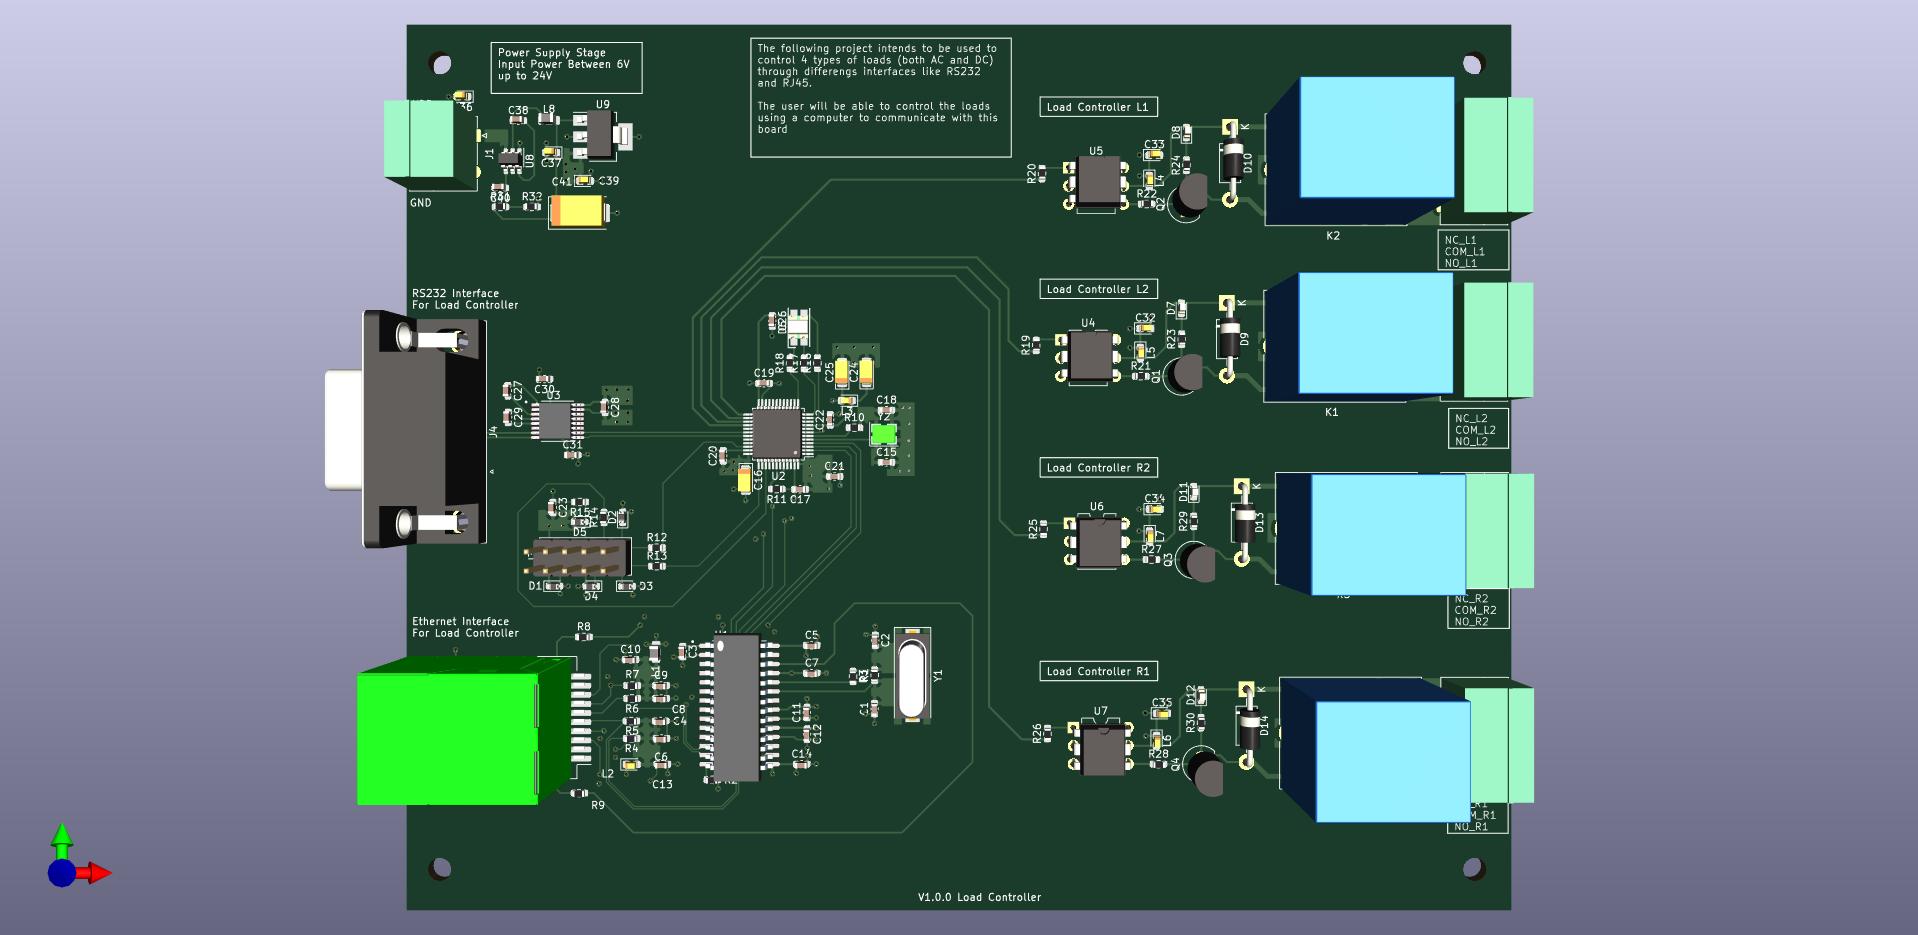 Power Supply Stage
Input Power Between 6V
up to 24V
The following project intends to be used to
control 4 types of loads (both AC and DC)
through differengs interfaces like RS232
and RJ45.
The user will be able to control the loads
using a computer to communicate with this
board
C38
L8
U9
J1
U8
C37
C41
C39
R32
GND
Load Controller L1
U5
R20
C33
D8
K
R24
D10
L4
R22
Q2
K2
NC_L1
COM_L1
NO_L1
Load Controller L2
U4
R19
C32
D7
K
R23
D9
L5
R21
Q1
K1
NC_L2
COM_L2
NO_L2
RS232 Interface
For Load Controller
J4
C27
C30
U3
C29
C28
C31
R18
C19
C25
C24
C22
R10
C18
Y2
C15
C20
C16
U2
C21
R11
C17
Load Controller R2
U6
R25
C34
D11
K
R29
D13
L7
R27
Q3
NC_R2
COM_R2
NO_R2
C23
R15
R14
D2
D5
R12
R13
D1
D4
D3
Ethernet Interface
For Load Controller
R8
C10
C3
C5
C2
R7
C9
C7
R6
C8
C4
C11
C1
Y1
R5
C12
R4
C6
C14
L2
C13
R9
Load Controller R1
U7
R26
C35
D12
K
R30
D14
L6
R28
Q4
NO_R1
V1.0.0 Load Controller